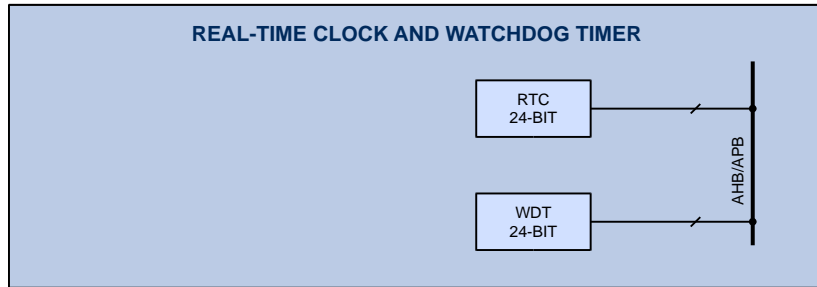 REAL-TIME CLOCK AND WATCHDOG TIMER
RTC
24-BIT
AHB/APB
WDT
24-BIT